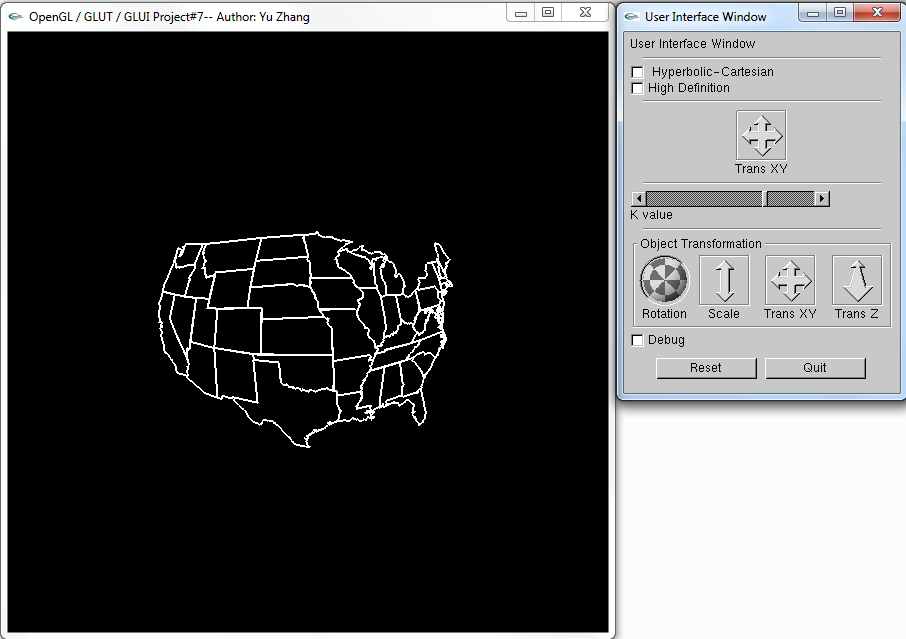 OpenGL / GLUT / GLUI Project#7-- Author: Yu Zhang
User Interface Window
User Interface Window
Hyperbolic-Cartesian
High Definition
Trans XY
K value
Object Transformation
Rotation Scale Trans XY Trans Z
Debug
Reset Quit